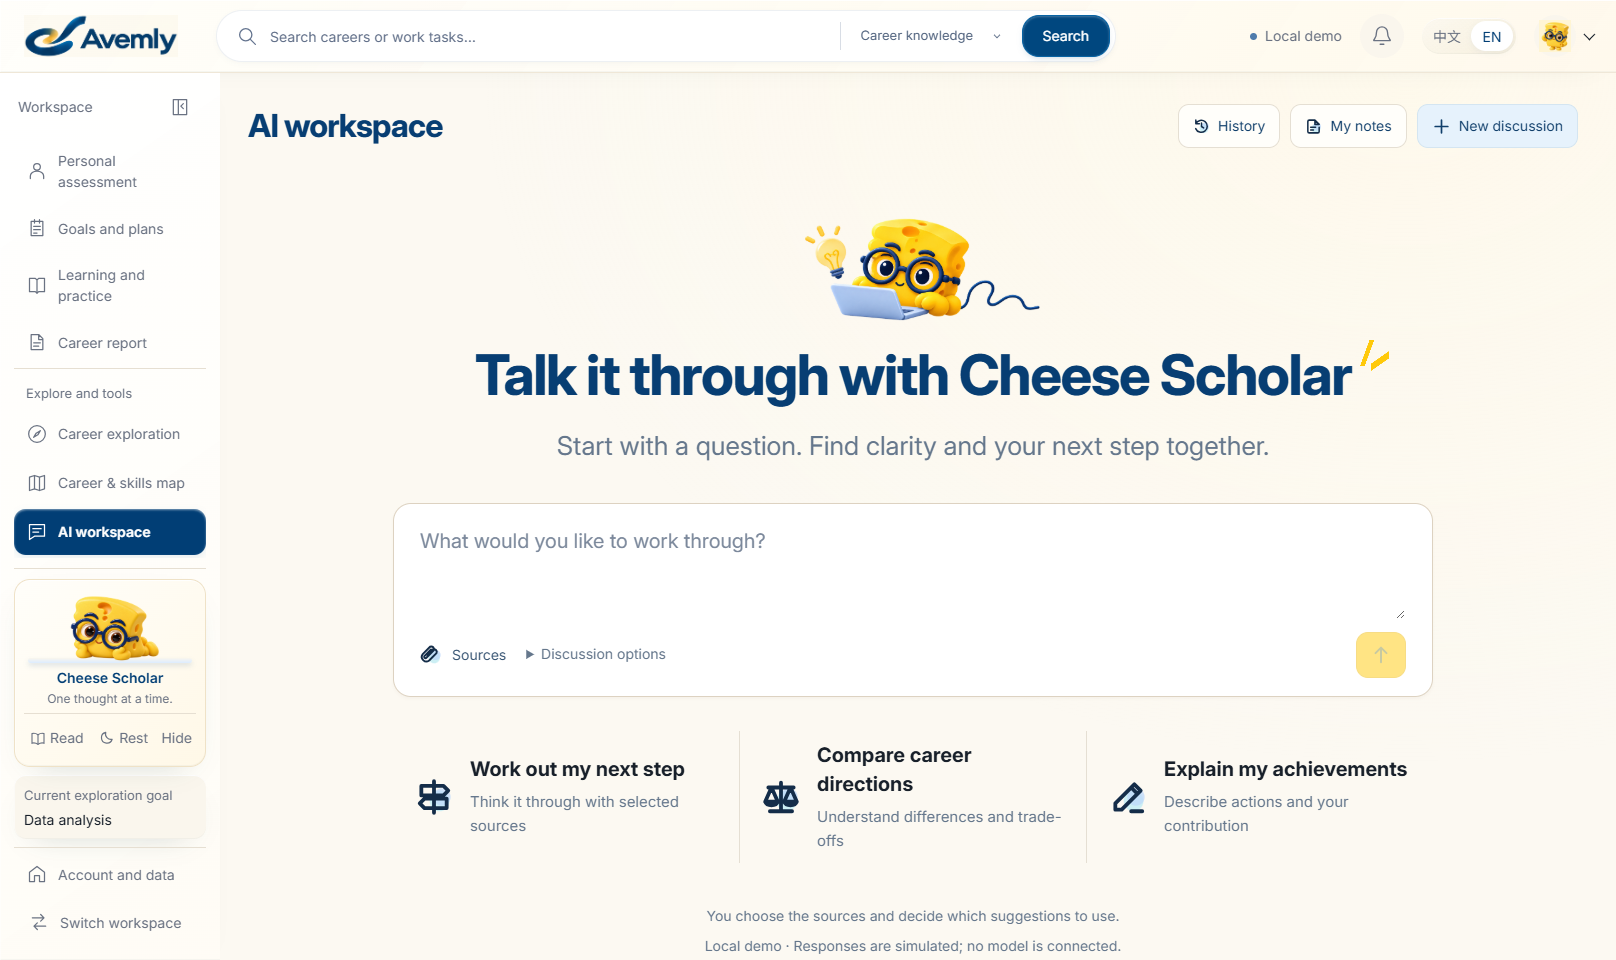 Avemly
Search careers or work tasks...
Career knowledge
Search
Local demo
中文
EN
Workspace
Personal
assessment
Goals and plans
Learning and
practice
Career report
Explore and tools
Career exploration
Career & skills map
AI workspace
Cheese Scholar
One thought at a time.
Read
Rest
Hide
Current exploration goal
Data analysis
Account and data
Switch workspace
AI workspace
History
My notes
New discussion
Talk it through with Cheese Scholar
Start with a question. Find clarity and your next step together.
What would you like to work through?
Sources
Discussion options
Work out my next step
Think it through with selected
sources
Compare career
directions
Understand differences and trade-
offs
Explain my achievements
Describe actions and your
contribution
You choose the sources and decide which suggestions to use.
Local demo · Responses are simulated; no model is connected.